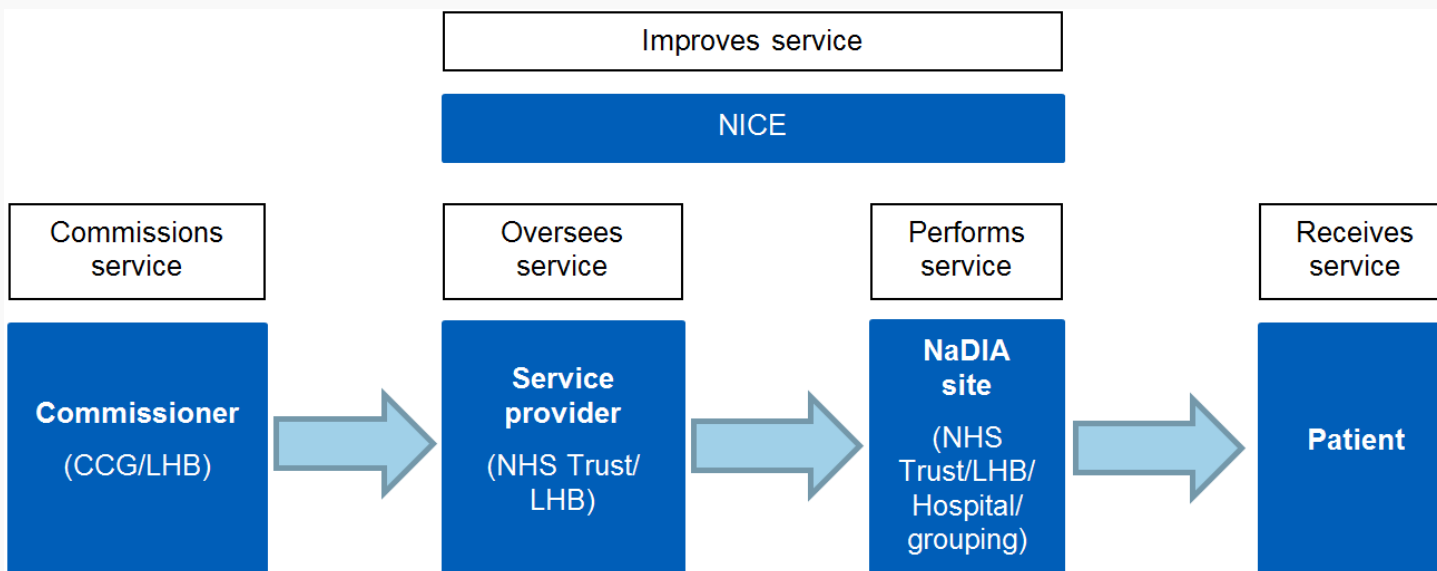 Improves service
NICE
Commissions
service
Oversees
service
Performs
service
Receives
service
Commissioner
(CCG/LHB)
Service
provider
(NHS Trust/
LHB)
NaDIA
site
(NHS
Trust/LHB/
Hospital/
grouping)
Patient